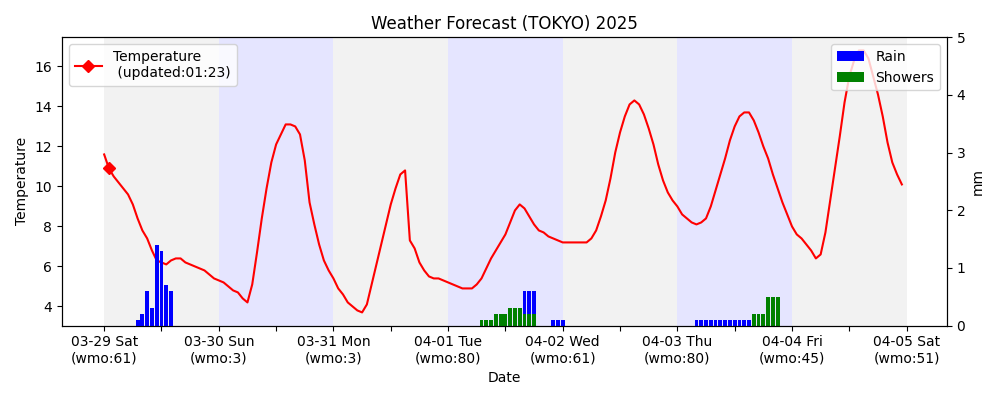 Weather Forecast (TOKYO) 2025
Temperature
(updated:01:23)
Rain
Showers
Temperature
16
14
12
10
8
6
4
5
4
3
2
1
0
mm
03-29 Sat
(wmo:61)
03-30 Sun
(wmo:3)
03-31 Mon
(wmo:3)
04-01 Tue
(wmo:80)
04-02 Wed
(wmo:61)
04-03 Thu
(wmo:80)
04-04 Fri
(wmo:45)
04-05 Sat
(wmo:51)
Date